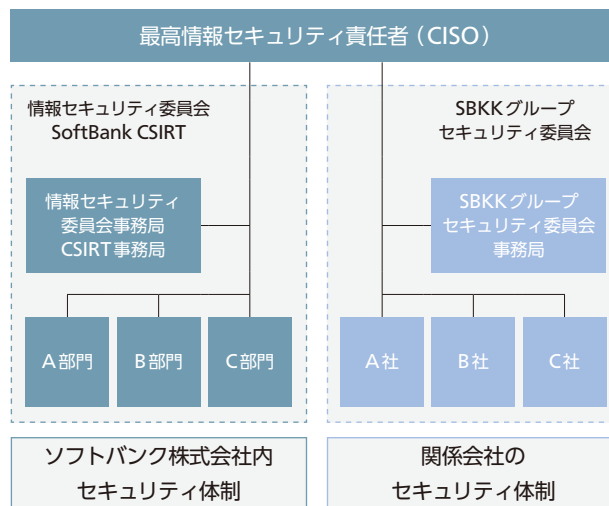 最高情報セキュリティ責任者（CISO）
情報セキュリティ委員会
SoftBank CSIRT
情報セキュリティ
委員会事務局
CSIRT事務局
A部門
B部門
C部門
ソフトバンク株式会社内
セキュリティ体制
SBKKグループ
セキュリティ委員会
SBKKグループ
セキュリティ委員会
事務局
A社
B社
C社
関係会社の
セキュリティ体制